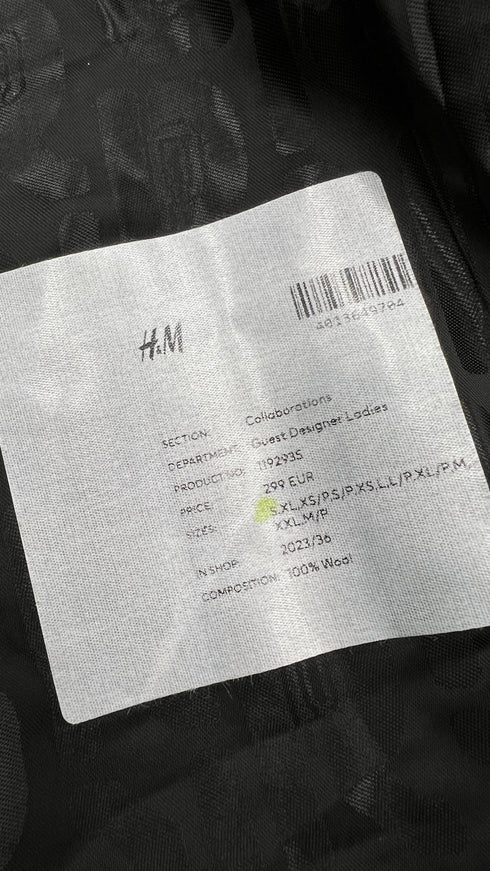 H&M
4013649704
SECTION: Collaborations
DEPARTMENT: Guest Designer Ladies
PRODUCT NO: 1192935
PRICE: 299 EUR
SIZES: S,XL,XS/P,S/P,XS,L,L/P,XL/P,M,
XXL,M/P
IN SHOP: 2023/36
COMPOSITION: 100% Wool